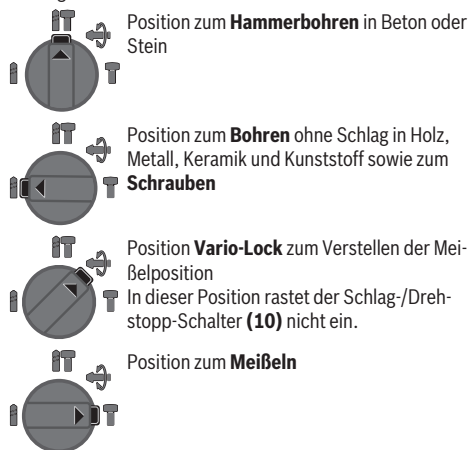 Position zum Hammerbohren in Beton oder
Stein
Position zum Bohren ohne Schlag in Holz,
Metall, Keramik und Kunststoff sowie zum
Schrauben
Position Vario-Lock zum Verstellen der Mei-
ßelposition
In dieser Position rastet der Schlag-/Dreh-
stopp-Schalter (10) nicht ein.
Position zum Meißeln